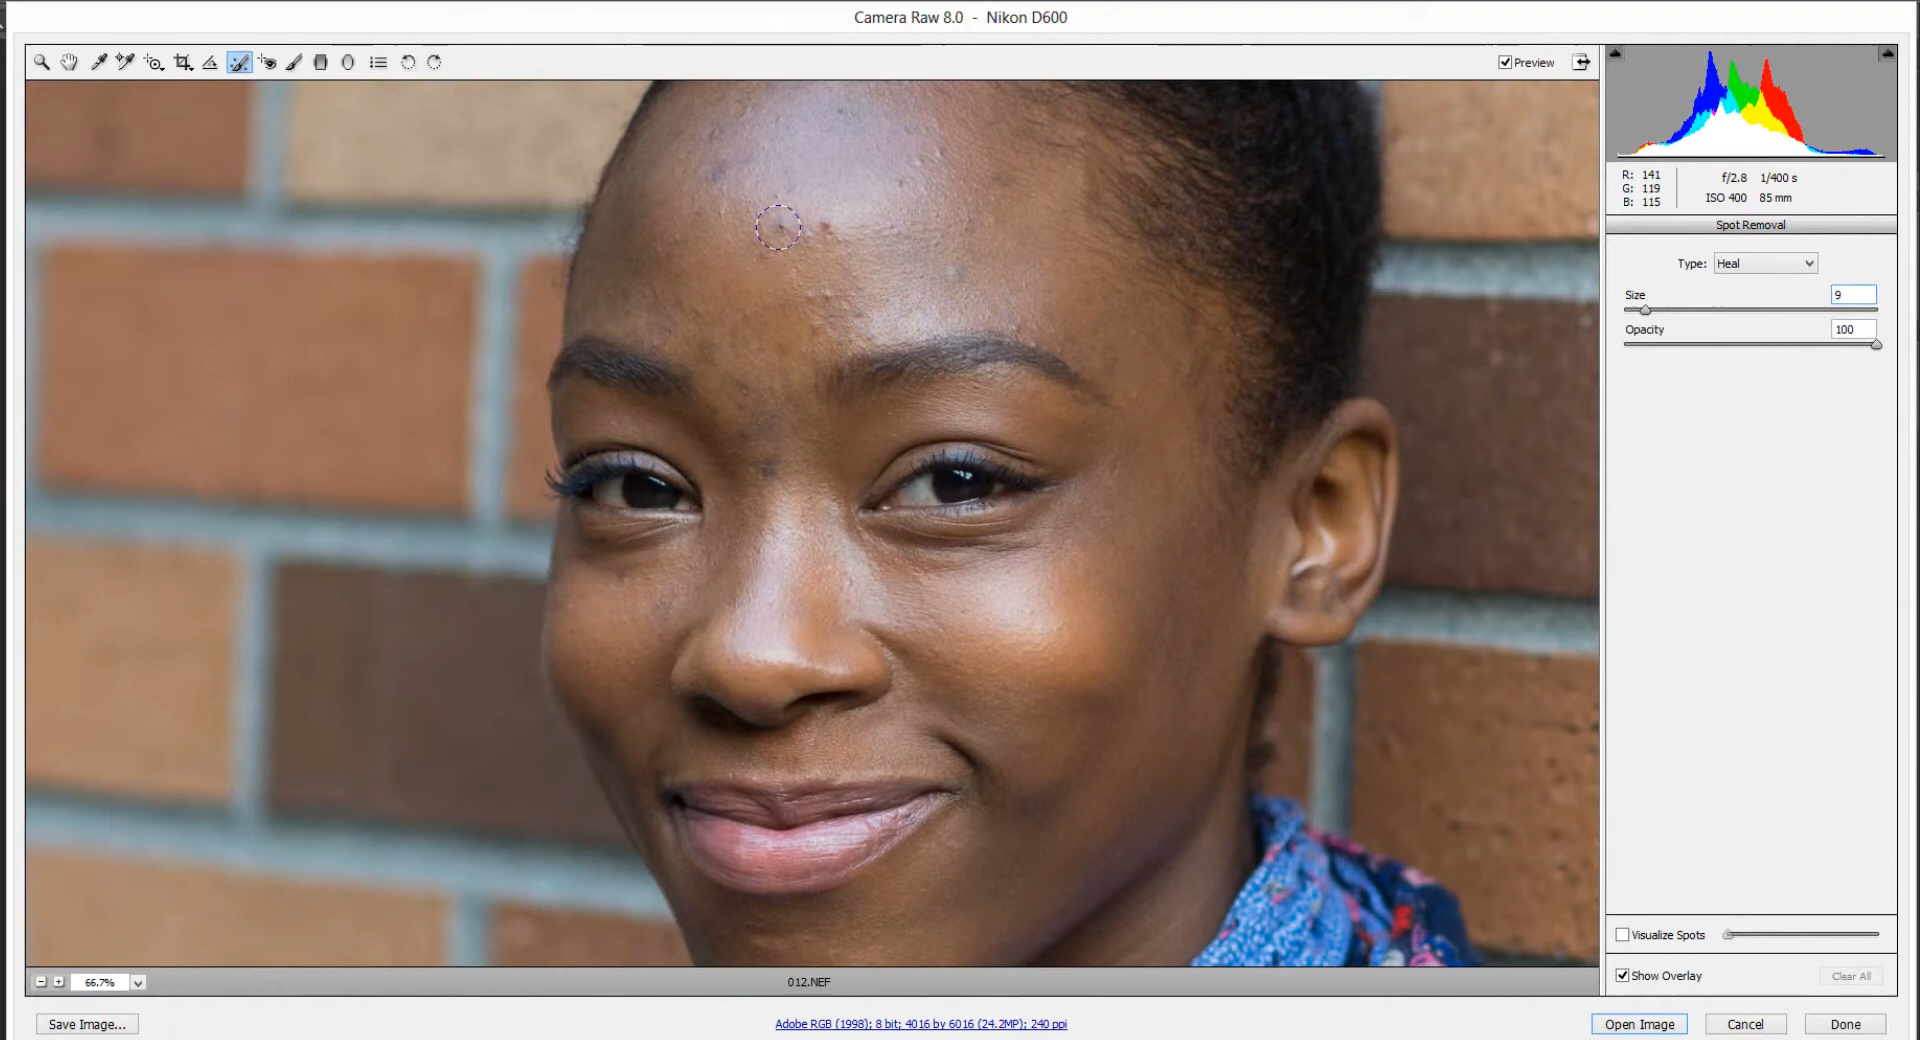 Camera Raw 8.0 - Nikon D600
Preview
R: 141
G: 119
B: 115
f/2.8 1/400 s
ISO 400 85 mm
Spot Removal
Type: Heal
Size 9
Opacity 100
Visualize Spots
Show Overlay Clear All
66.7% 012.NEF
Save Image... Adobe RGB (1998); 8 bit; 4016 by 6016 (24.2MP); 240 ppi Open Image Cancel Done